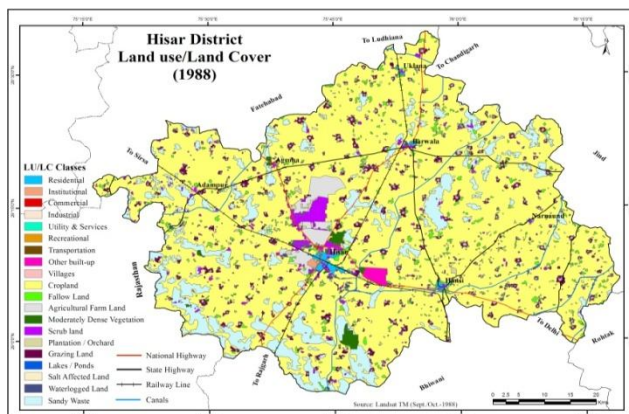 Hisar District
Land use/Land Cover
(1988)
To Ludhiana
To Chandigarh
Uklana
Fatehabad
To Sirsa
Barwala
Jind
Agroha
Adampur
Narnaund
Hisar
Hansi
Rajasthan
To Delhi
Rohtak
To Rajgarh
Bhiwani
LU/LC Classes
Residential
Institutional
Commercial
Industrial
Utility & Services
Recreational
Transportation
Other built-up
Villages
Cropland
Fallow Land
Agricultural Farm Land
Moderately Dense Vegetation
Scrub land
Plantation / Orchard
Grazing Land
Lakes / Ponds
Salt Affected Land
Waterlogged Land
Sandy Waste
National Highway
State Highway
Railway Line
Canals
Source: Landsat TM (Sept.-Oct.-1988)
0 2.5 5 10 15 20
Kms.